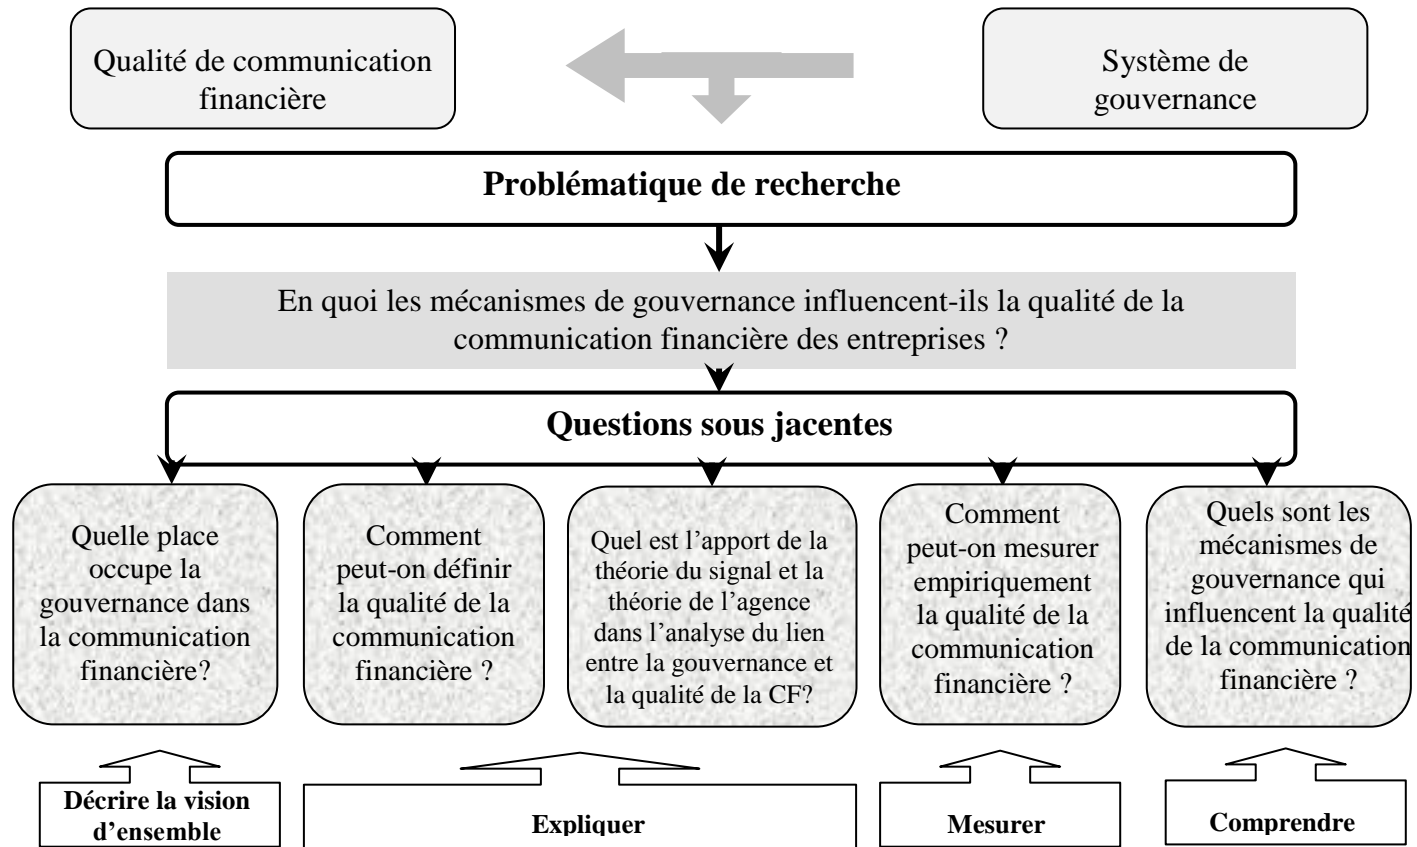 Qualité de communication
financière
Système de
gouvernance
Problématique de recherche
En quoi les mécanismes de gouvernance influencent-ils la qualité de la
communication financière des entreprises ?
Questions sous jacentes
Quelle place
occupe la
gouvernance dans
la communication
financière?
Comment
peut-on définir
la qualité de la
communication
financière ?
Quel est l’apport de la
théorie du signal et la
théorie de l’agence
dans l’analyse du lien
entre la gouvernance et
la qualité de la CF?
Comment
peut-on mesurer
empiriquement
la qualité de la
communication
financière ?
Quels sont les
mécanismes de
gouvernance qui
influencent la qualité
de la communication
financière ?
Décrire la vision
d’ensemble
Expliquer
Mesurer
Comprendre